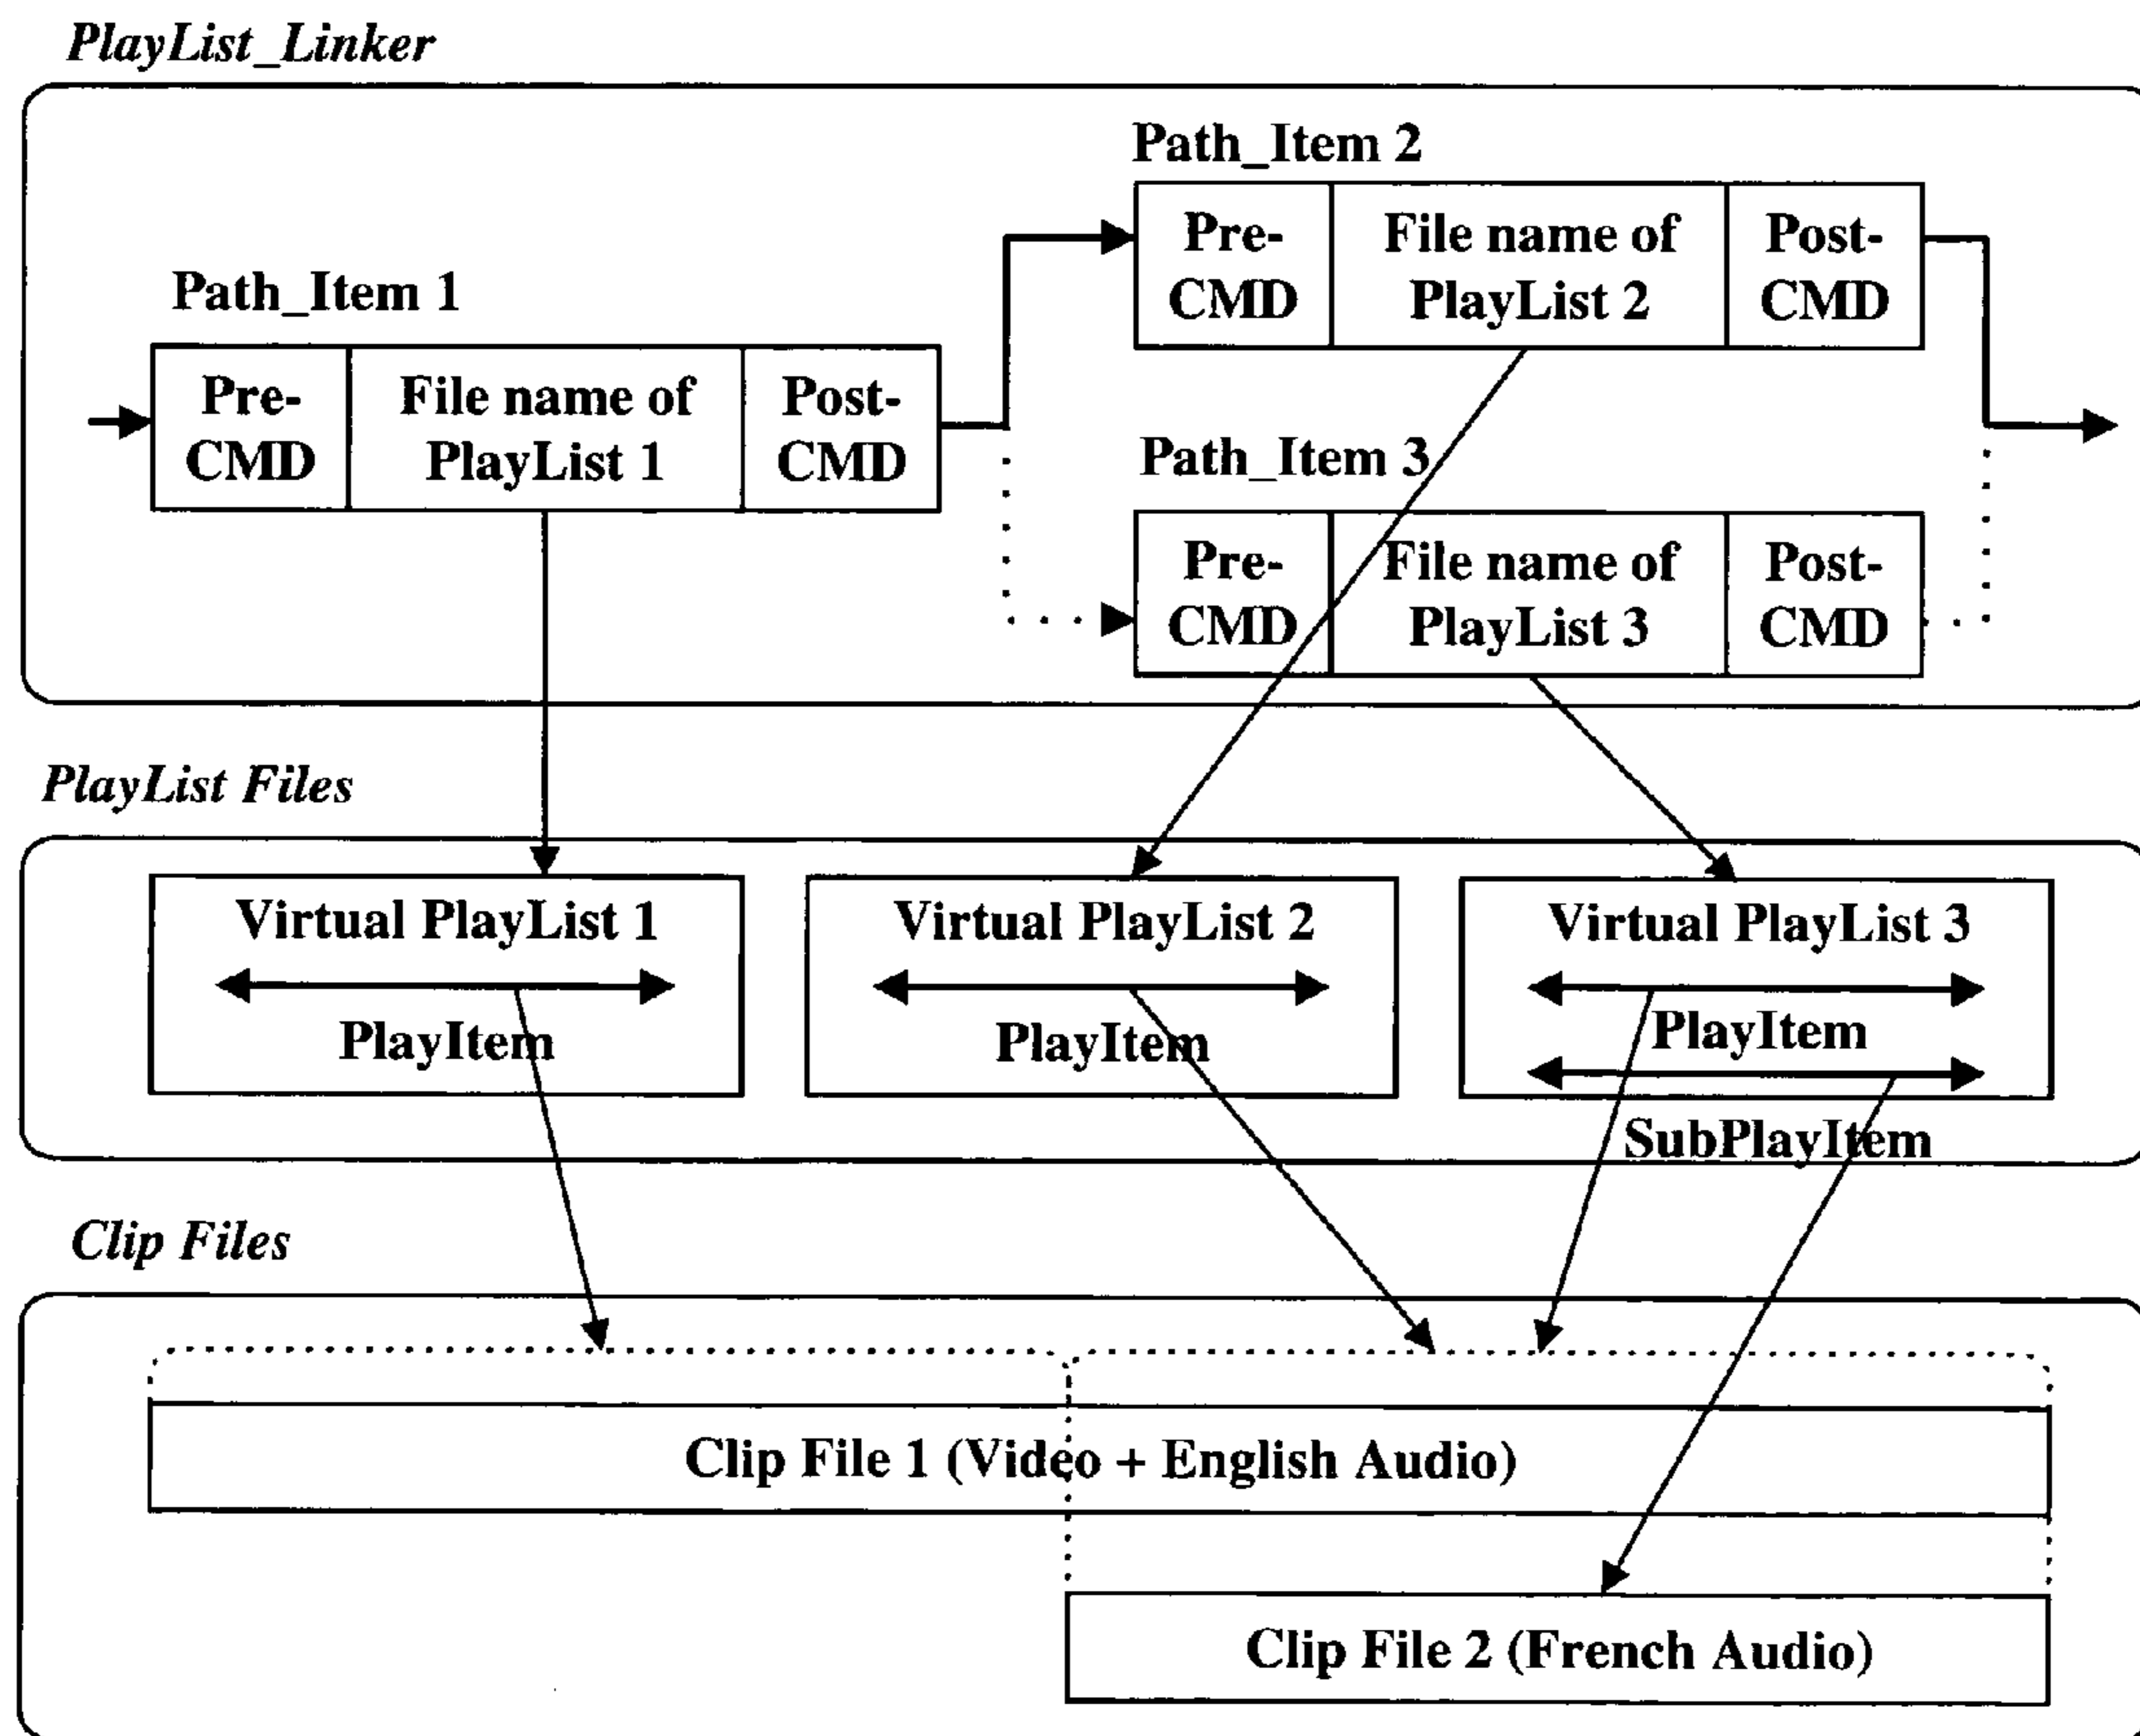 PlayList_Linker
Path_Item 1
Pre-
CMD
File name of
PlayList 1
Post-
CMD
Path_Item 2
Pre-
CMD
File name of
PlayList 2
Post-
CMD
Path_Item 3
Pre-
CMD
File name of
PlayList 3
Post-
CMD
PlayList Files
Virtual PlayList 1
PlayItem
Virtual PlayList 2
PlayItem
Virtual PlayList 3
PlayItem
SubPlayItem
Clip Files
Clip File 1 (Video + English Audio)
Clip File 2 (French Audio)